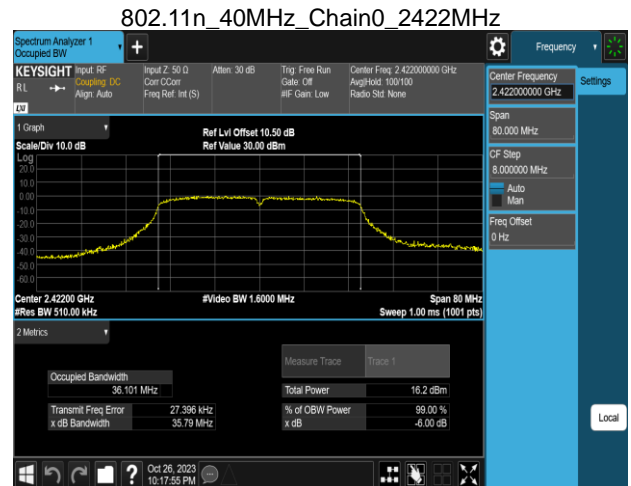 802.11n_40MHz_Chain0_2422MHz
Spectrum Analyzer 1
Occupied BW
+
Frequency
KEYSIGHT
RL
LXI
Input: RF
Coupling: DC
Align: Auto
Input Z: 50 Ω
Corr CCorr
Freq Ref: Int (S)
Atten: 30 dB
Trig: Free Run
Gate: Off
#IF Gain: Low
Center Freq: 2.422000000 GHz
Avg|Hold: 100/100
Radio Std: None
Center Frequency
2.422000000 GHz
Settings
Span
80.000 MHz
CF Step
8.000000 MHz
Auto
Man
Freq Offset
0 Hz
Local
1 Graph
Scale/Div 10.0 dB
Ref Lvl Offset 10.50 dB
Ref Value 30.00 dBm
Log
20.0
10.0
0.00
-10.0
-20.0
-30.0
-40.0
-50.0
-60.0
Center 2.42200 GHz
#Res BW 510.00 kHz
#Video BW 1.6000 MHz
Span 80 MHz
Sweep 1.00 ms (1001 pts)
2 Metrics
Measure Trace
Trace 1
Occupied Bandwidth
36.101 MHz
Total Power 16.2 dBm
Transmit Freq Error 27.396 kHz
% of OBW Power 99.00 %
x dB Bandwidth 35.79 MHz
x dB -6.00 dB
?
Oct 26, 2023
10:17:55 PM